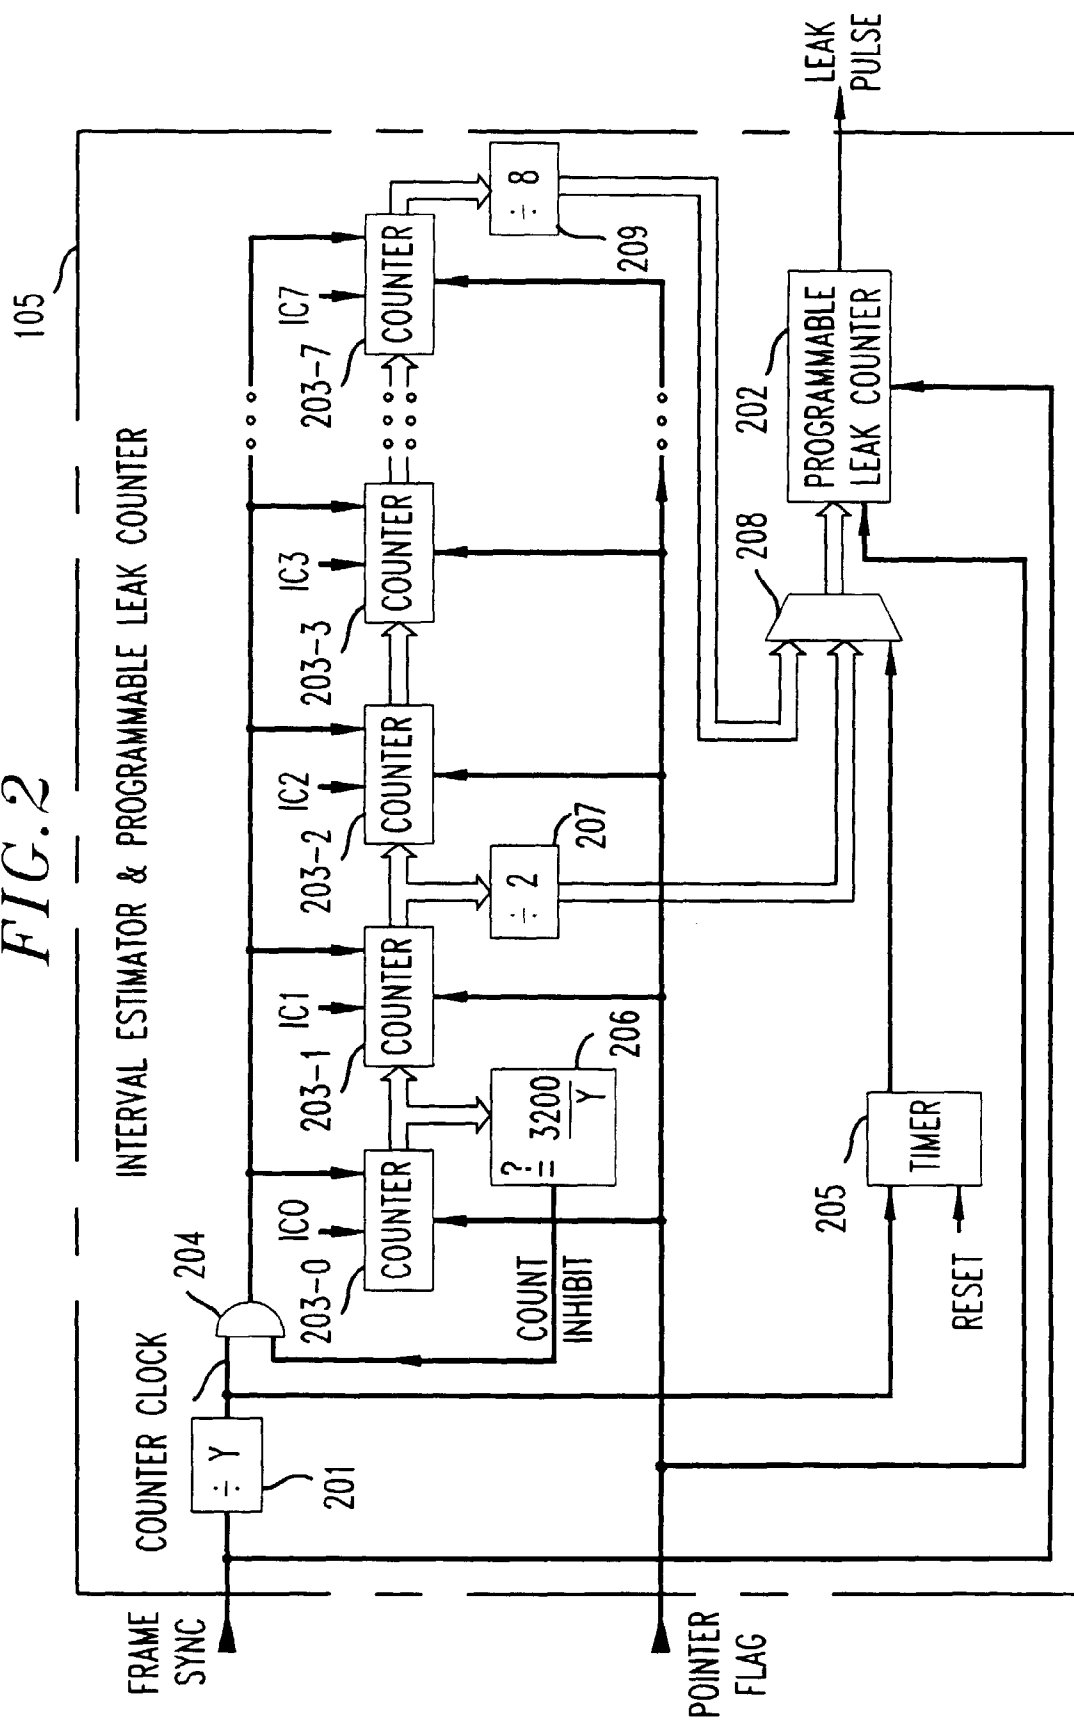 FIG.2
105
INTERVAL ESTIMATOR & PROGRAMMABLE LEAK COUNTER
FRAME
SYNC
÷ Y
201
COUNTER CLOCK
204
IC0
203-0
COUNTER
IC1
203-1
COUNTER
IC2
203-2
COUNTER
IC3
203-3
COUNTER
IC7
203-7
COUNTER
COUNT
INHIBIT
? = 3200/Y
206
÷ 2
207
÷ 8
209
POINTER
FLAG
RESET
205
TIMER
208
202
PROGRAMMABLE
LEAK COUNTER
LEAK
PULSE